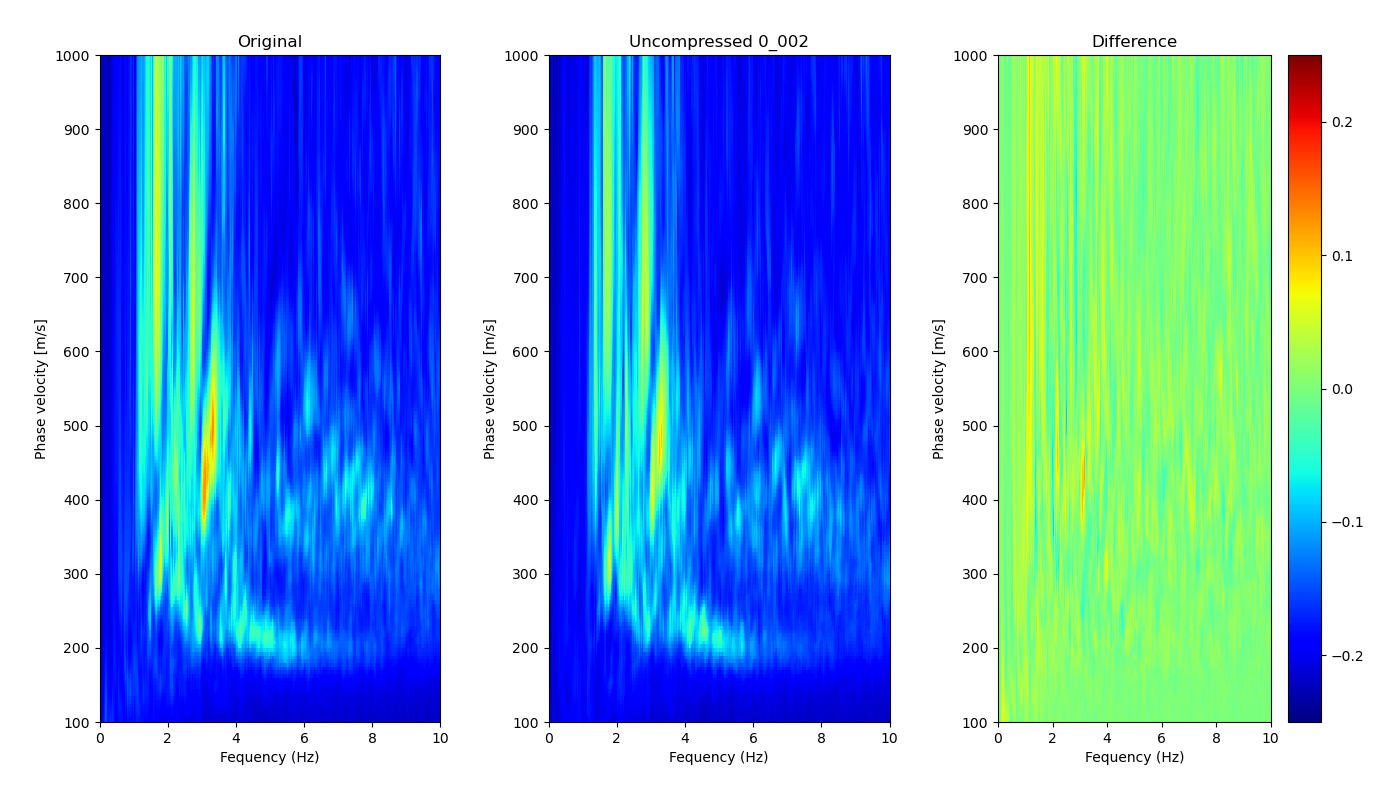 Original
Uncompressed 0_002
Difference
1000
900
800
700
600
500
400
300
200
100
Phase velocity [m/s]
0 2 4 6 8 10
Fequency (Hz)
1000
900
800
700
600
500
400
300
200
100
Phase velocity [m/s]
0 2 4 6 8 10
Fequency (Hz)
1000
900
800
700
600
500
400
300
200
100
Phase velocity [m/s]
0 2 4 6 8 10
Fequency (Hz)
0.2
0.1
0.0
−0.1
−0.2